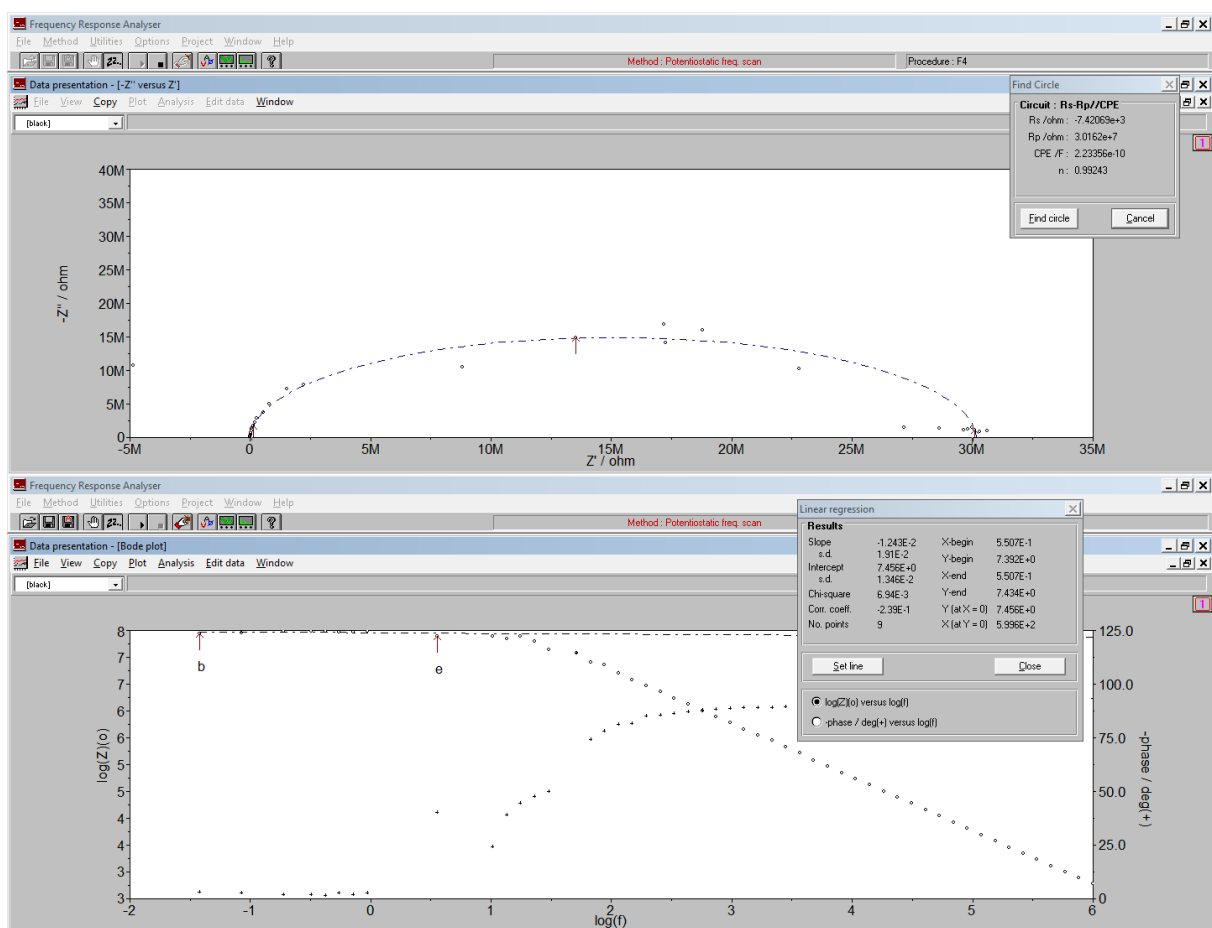 Frequency Response Analyser
File Method Utilities Options Project Window Help
Method : Potentiostatic freq. scan Procedure : F4
Data presentation - [-Z'' versus Z']
File View Copy Plot Analysis Edit data Window
[black]
1
Find Circle
Circuit : Rs-Rp//CPE
Rs /ohm : -7.42069e+3
Rp /ohm : 3.0162e+7
CPE /F : 2.23356e-10
n : 0.99243
Find circle Cancel
40M
35M
30M
25M
20M
15M
10M
5M
0
-Z'' / ohm
-5M 0 5M 10M 15M 20M 25M 30M 35M
Z' / ohm
Frequency Response Analyser
File Method Utilities Options Project Window Help
Method : Potentiostatic freq. scan
Data presentation - [Bode plot]
File View Copy Plot Analysis Edit data Window
[black]
1
Linear regression
Results
Slope -1.243E-2 X-begin 5.507E-1
s.d. 1.91E-2 Y-begin 7.392E+0
Intercept 7.456E+0 X-end 5.507E-1
s.d. 1.346E-2
Chi-square 6.94E-3 Y-end 7.434E+0
Corr. coeff. -2.39E-1 Y (at X = 0) 7.456E+0
No. points 9 X (at Y = 0) 5.996E+2
Set line Close
log(Z)(o) versus log(f)
-phase / deg(+) versus log(f)
8
7
7
6
6
5
5
4
4
3
3
log(Z)(o)
b
e
125.0
100.0
75.0
50.0
25.0
0
-phase / deg(+)
-2 -1 0 1 2 3 4 5 6
log(f)